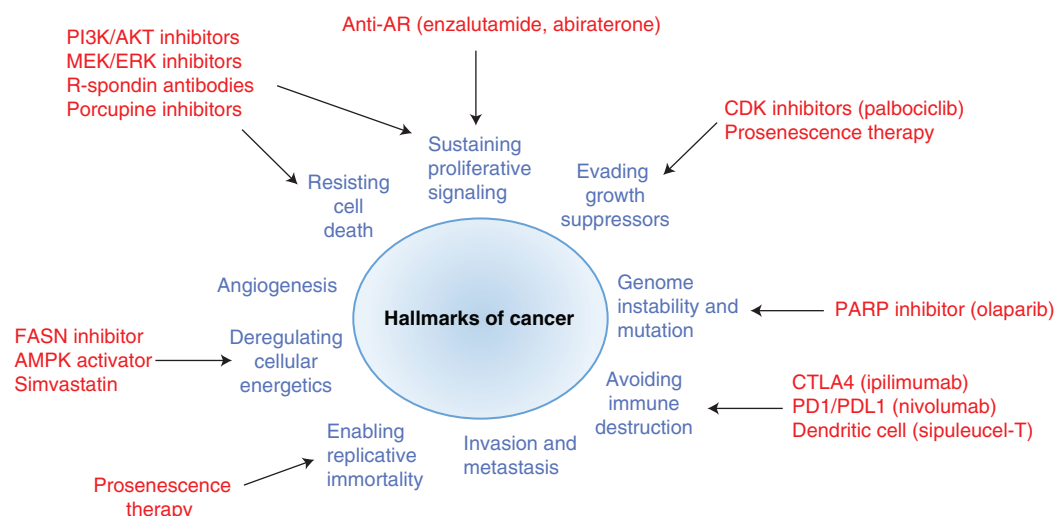 Anti-AR (enzalutamide, abiraterone)
PI3K/AKT inhibitors
MEK/ERK inhibitors
R-spondin antibodies
Porcupine inhibitors
CDK inhibitors (palbociclib)
Prosenescence therapy
Sustaining
proliferative
signaling
Evading
growth
suppressors
Resisting
cell
death
Angiogenesis
Genome
instability and
mutation
Hallmarks of cancer
PARP inhibitor (olaparib)
FASN inhibitor
AMPK activator
Simvastatin
Deregulating
cellular
energetics
Avoiding
immune
destruction
CTLA4 (ipilimumab)
PD1/PDL1 (nivolumab)
Dendritic cell (sipuleucel-T)
Enabling
replicative
immortality
Invasion and
metastasis
Prosenescence
therapy